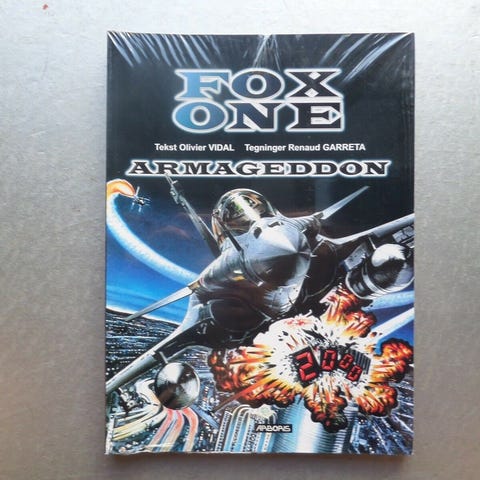 FOX
ONE
Tekst Olivier VIDAL Tegninger Renaud GARRETA
ARMAGEDDON
2000
ARBORIS